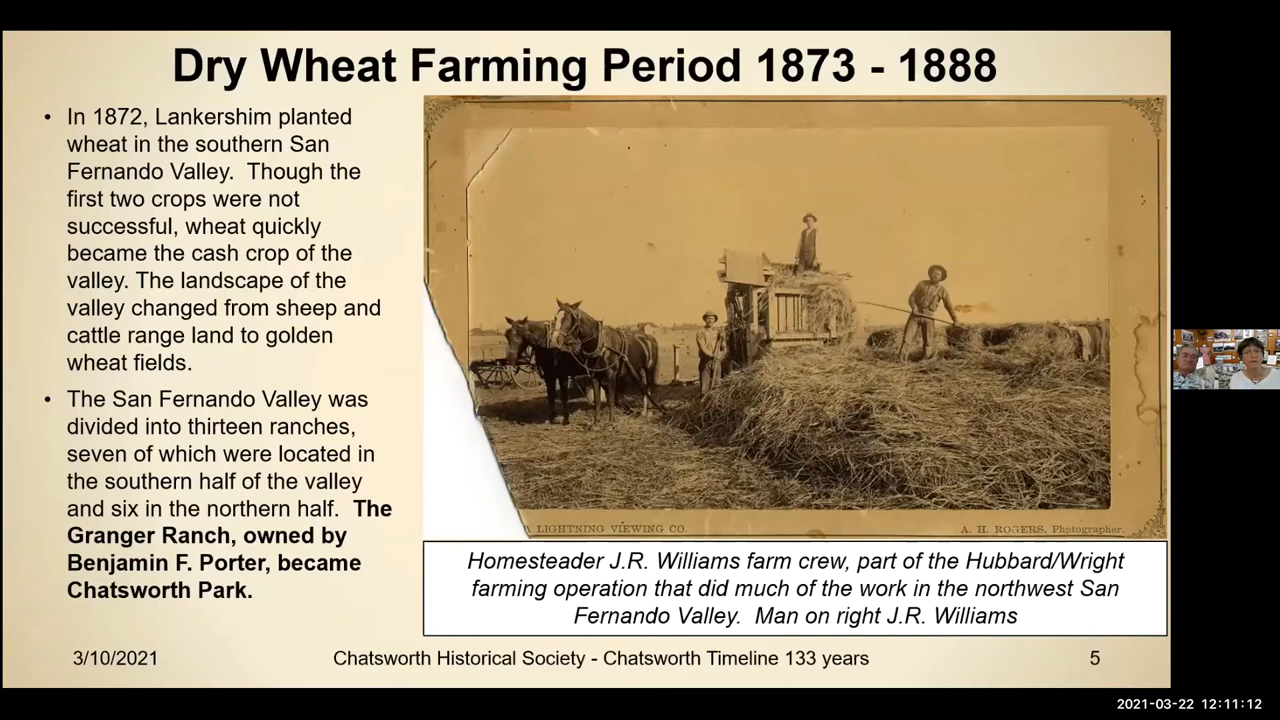 Dry Wheat Farming Period 1873 - 1888
• In 1872, Lankershim planted
wheat in the southern San
Fernando Valley. Though the
first two crops were not
successful, wheat quickly
became the cash crop of the
valley. The landscape of the
valley changed from sheep and
cattle range land to golden
wheat fields.
• The San Fernando Valley was
divided into thirteen ranches,
seven of which were located in
the southern half of the valley
and six in the northern half. The
Granger Ranch, owned by
Benjamin F. Porter, became
Chatsworth Park.
LIGHTNING VIEWING CO.
A. H. ROGERS, Photographer.
Homesteader J.R. Williams farm crew, part of the Hubbard/Wright
farming operation that did much of the work in the northwest San
Fernando Valley. Man on right J.R. Williams
3/10/2021
Chatsworth Historical Society - Chatsworth Timeline 133 years
5
2021-03-22 12:11:12